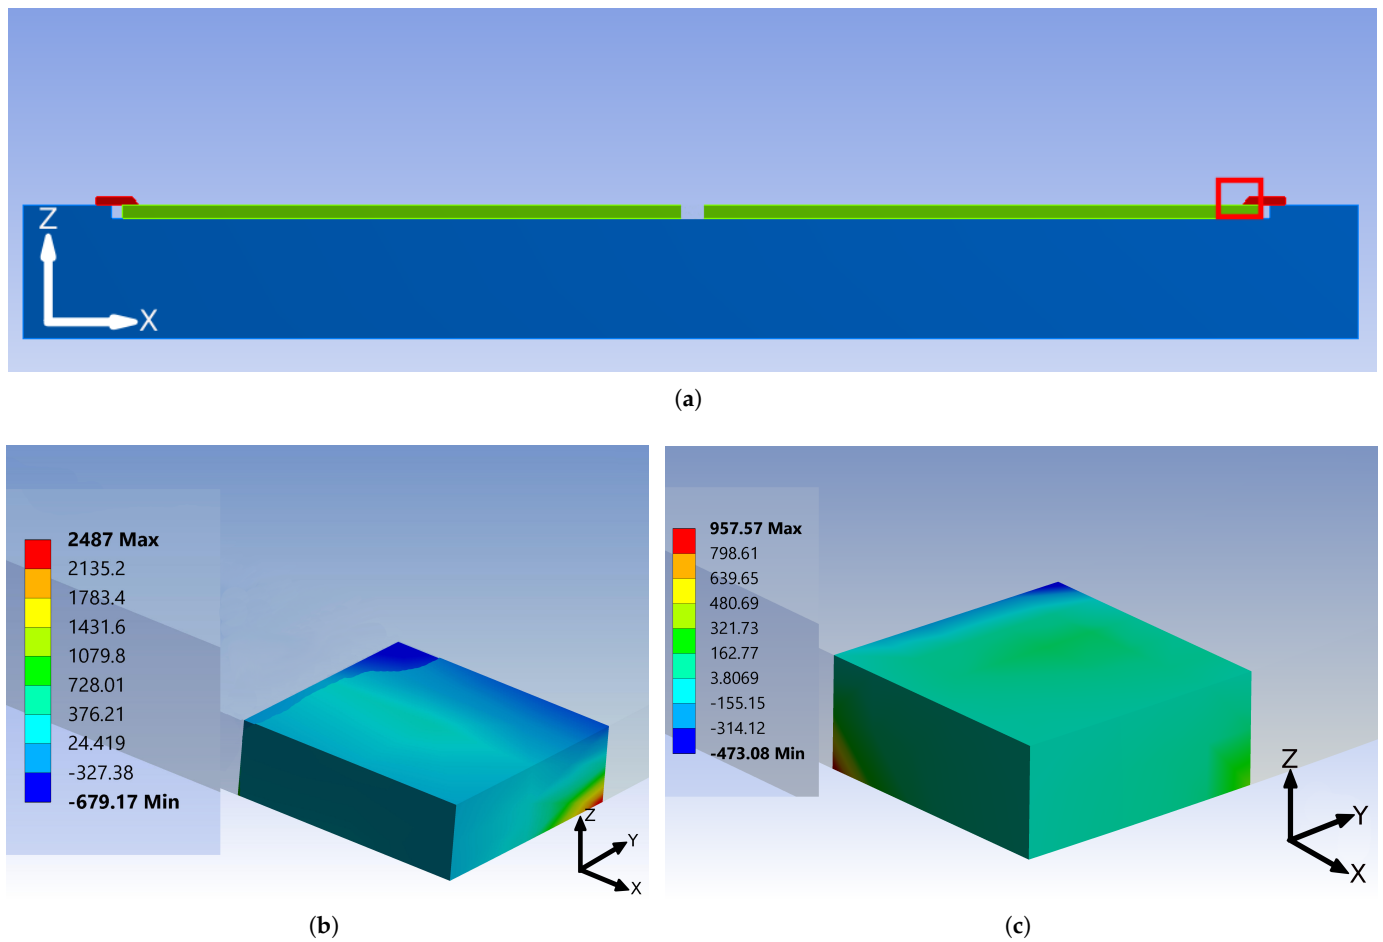 Z
X
(a)
2487 Max
2135.2
1783.4
1431.6
1079.8
728.01
376.21
24.419
-327.38
-679.17 Min
Z
Y
X
(b)
957.57 Max
798.61
639.65
480.69
321.73
162.77
3.8069
-155.15
-314.12
-473.08 Min
Z
Y
X
(c)